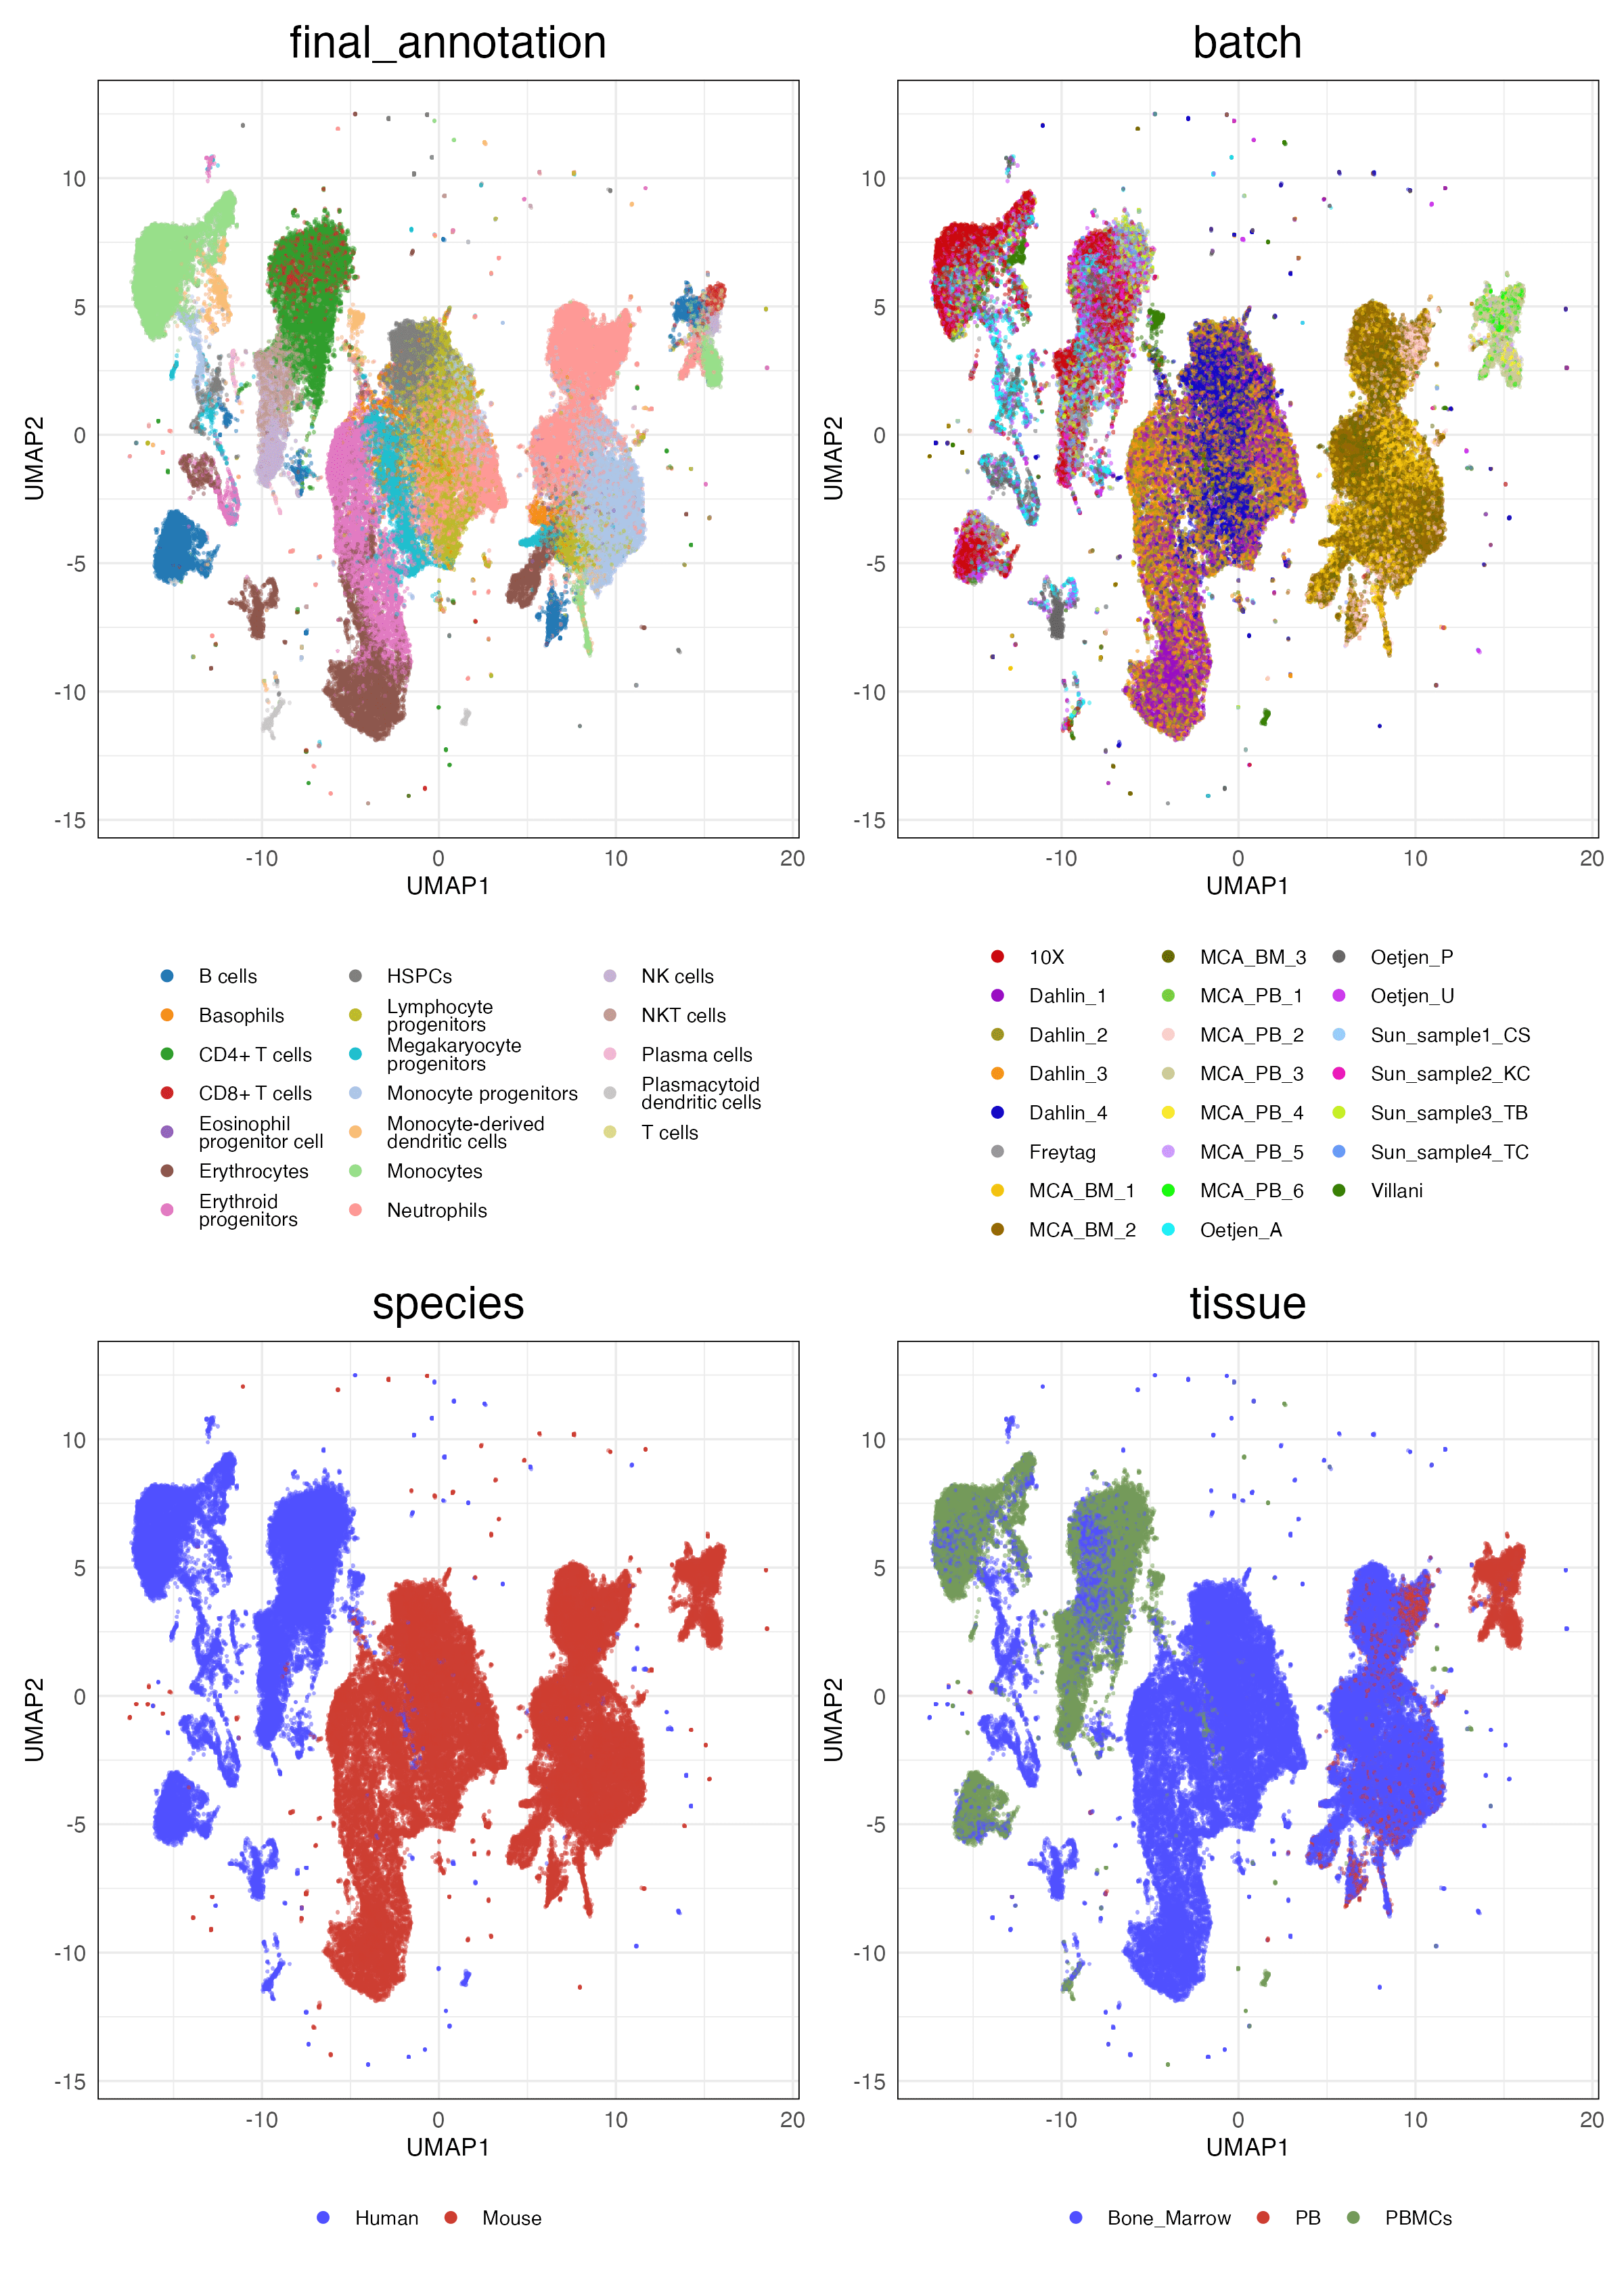 final_annotation
batch
UMAP2
10
5
0
-5
-10
-15
-10
0
10
20
UMAP1
UMAP2
10
5
0
-5
-10
-15
-10
0
10
20
UMAP1
B cells
Basophils
CD4+ T cells
CD8+ T cells
Eosinophil
progenitor cell
Erythrocytes
Erythroid
progenitors
HSPCs
Lymphocyte
progenitors
Megakaryocyte
progenitors
Monocyte progenitors
Monocyte-derived
dendritic cells
Monocytes
Neutrophils
NK cells
NKT cells
Plasma cells
Plasmacytoid
dendritic cells
T cells
10X
Dahlin_1
Dahlin_2
Dahlin_3
Dahlin_4
Freytag
MCA_BM_1
MCA_BM_2
MCA_BM_3
MCA_PB_1
MCA_PB_2
MCA_PB_3
MCA_PB_4
MCA_PB_5
MCA_PB_6
Oetjen_A
Oetjen_P
Oetjen_U
Sun_sample1_CS
Sun_sample2_KC
Sun_sample3_TB
Sun_sample4_TC
Villani
species
tissue
UMAP2
10
5
0
-5
-10
-15
-10
0
10
20
UMAP1
UMAP2
10
5
0
-5
-10
-15
-10
0
10
20
UMAP1
Human
Mouse
Bone_Marrow
PB
PBMCs